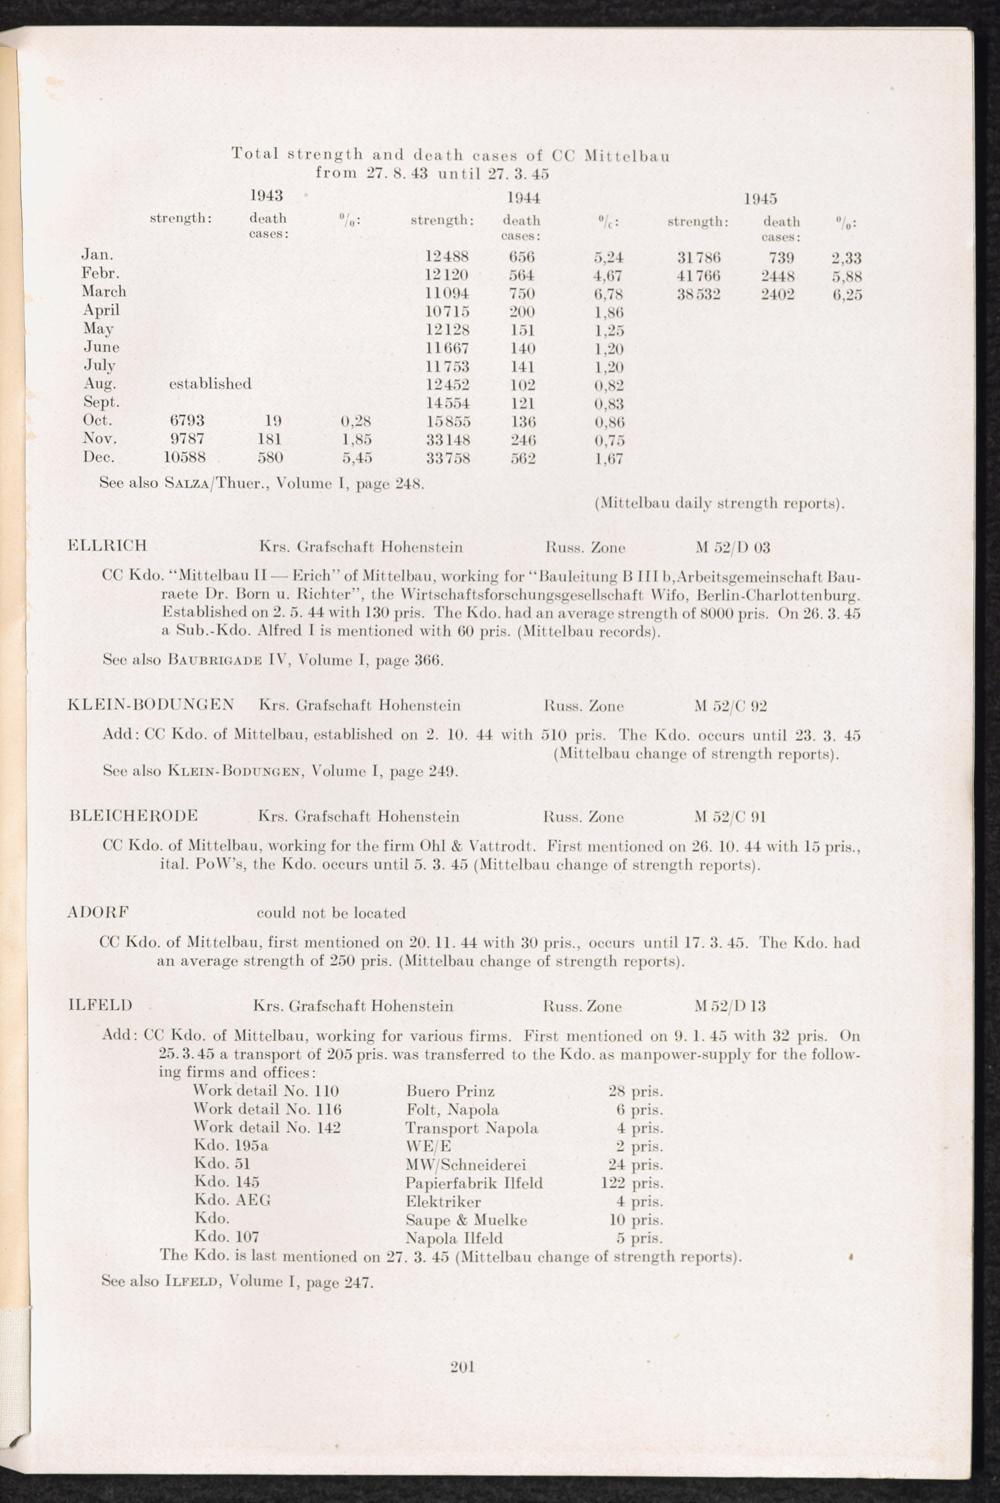 Total strength and death cases of CC Mittelbau
from 27. 8. 43 until 27. 3. 45
1943 1944 1945
strength: death cases: %: strength: death cases: %: strength: death cases: %:
Jan. 12488 656 5,24 31786 739 2,33
Febr. 12120 564 4,67 41766 2448 5,88
March 11094 750 6,78 38532 2402 6,25
April 10715 200 1,86
May 12128 151 1,25
June 11667 140 1,20
July 11753 141 1,20
Aug. established 12452 102 0,82
Sept. 14554 121 0,83
Oct. 6793 19 0,28 15855 136 0,86
Nov. 9787 181 1,85 33148 246 0,75
Dec. 10588 580 5,45 33758 562 1,67
See also SALZA/Thuer., Volume I, page 248.
(Mittelbau daily strength reports).
ELLRICH Krs. Grafschaft Hohenstein Russ. Zone M 52/D 03
CC Kdo. "Mittelbau II — Erich" of Mittelbau, working for "Bauleitung B III b, Arbeitsgemeinschaft Bau-
raete Dr. Born u. Richter", the Wirtschaftsforschungsgesellschaft Wifo, Berlin-Charlottenburg.
Established on 2. 5. 44 with 130 pris. The Kdo. had an average strength of 8000 pris. On 26. 3. 45
a Sub.-Kdo. Alfred I is mentioned with 60 pris. (Mittelbau records).
See also BAUBRIGADE IV, Volume I, page 366.
KLEIN-BODUNGEN Krs. Grafschaft Hohenstein Russ. Zone M 52/C 92
Add: CC Kdo. of Mittelbau, established on 2. 10. 44 with 510 pris. The Kdo. occurs until 23. 3. 45
(Mittelbau change of strength reports).
See also KLEIN-BODUNGEN, Volume I, page 249.
BLEICHERODE Krs. Grafschaft Hohenstein Russ. Zone M 52/C 91
CC Kdo. of Mittelbau, working for the firm Ohl & Vattrodt. First mentioned on 26. 10. 44 with 15 pris.,
ital. PoW's, the Kdo. occurs until 5. 3. 45 (Mittelbau change of strength reports).
ADORF could not be located
CC Kdo. of Mittelbau, first mentioned on 20. 11. 44 with 30 pris., occurs until 17. 3. 45. The Kdo. had
an average strength of 250 pris. (Mittelbau change of strength reports).
ILFELD Krs. Grafschaft Hohenstein Russ. Zone M 52/D 13
Add: CC Kdo. of Mittelbau, working for various firms. First mentioned on 9. 1. 45 with 32 pris. On
25. 3. 45 a transport of 205 pris. was transferred to the Kdo. as manpower-supply for the follow-
ing firms and offices:
Work detail No. 110 Buero Prinz 28 pris.
Work detail No. 116 Folt, Napola 6 pris.
Work detail No. 142 Transport Napola 4 pris.
Kdo. 195a WE/E 2 pris.
Kdo. 51 MW/Schneiderei 24 pris.
Kdo. 145 Papierfabrik Ilfeld 122 pris.
Kdo. AEG Elektriker 4 pris.
Kdo. Saupe & Muelke 10 pris.
Kdo. 107 Napola Ilfeld 5 pris.
The Kdo. is last mentioned on 27. 3. 45 (Mittelbau change of strength reports).
See also ILFELD, Volume I, page 247.
201